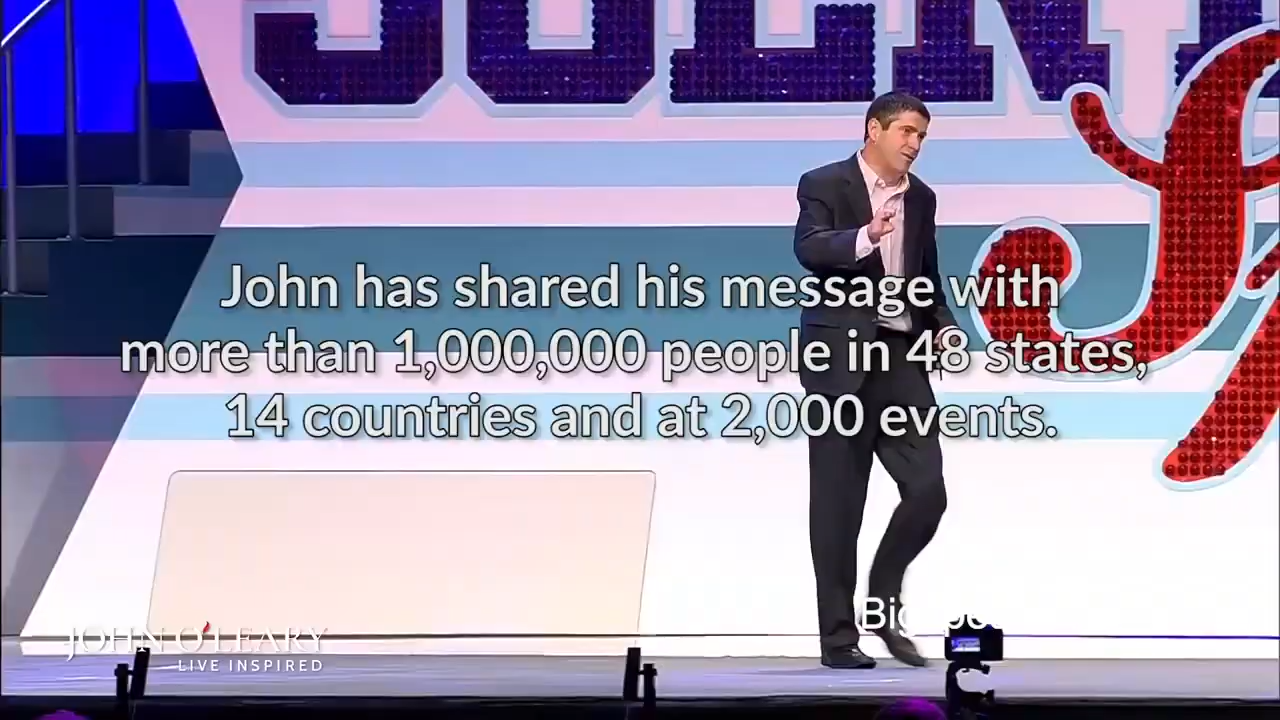 John has shared his message with
more than 1,000,000 people in 48 states,
14 countries and at 2,000 events.
JOHN O'LEARY
LIVE INSPIRED